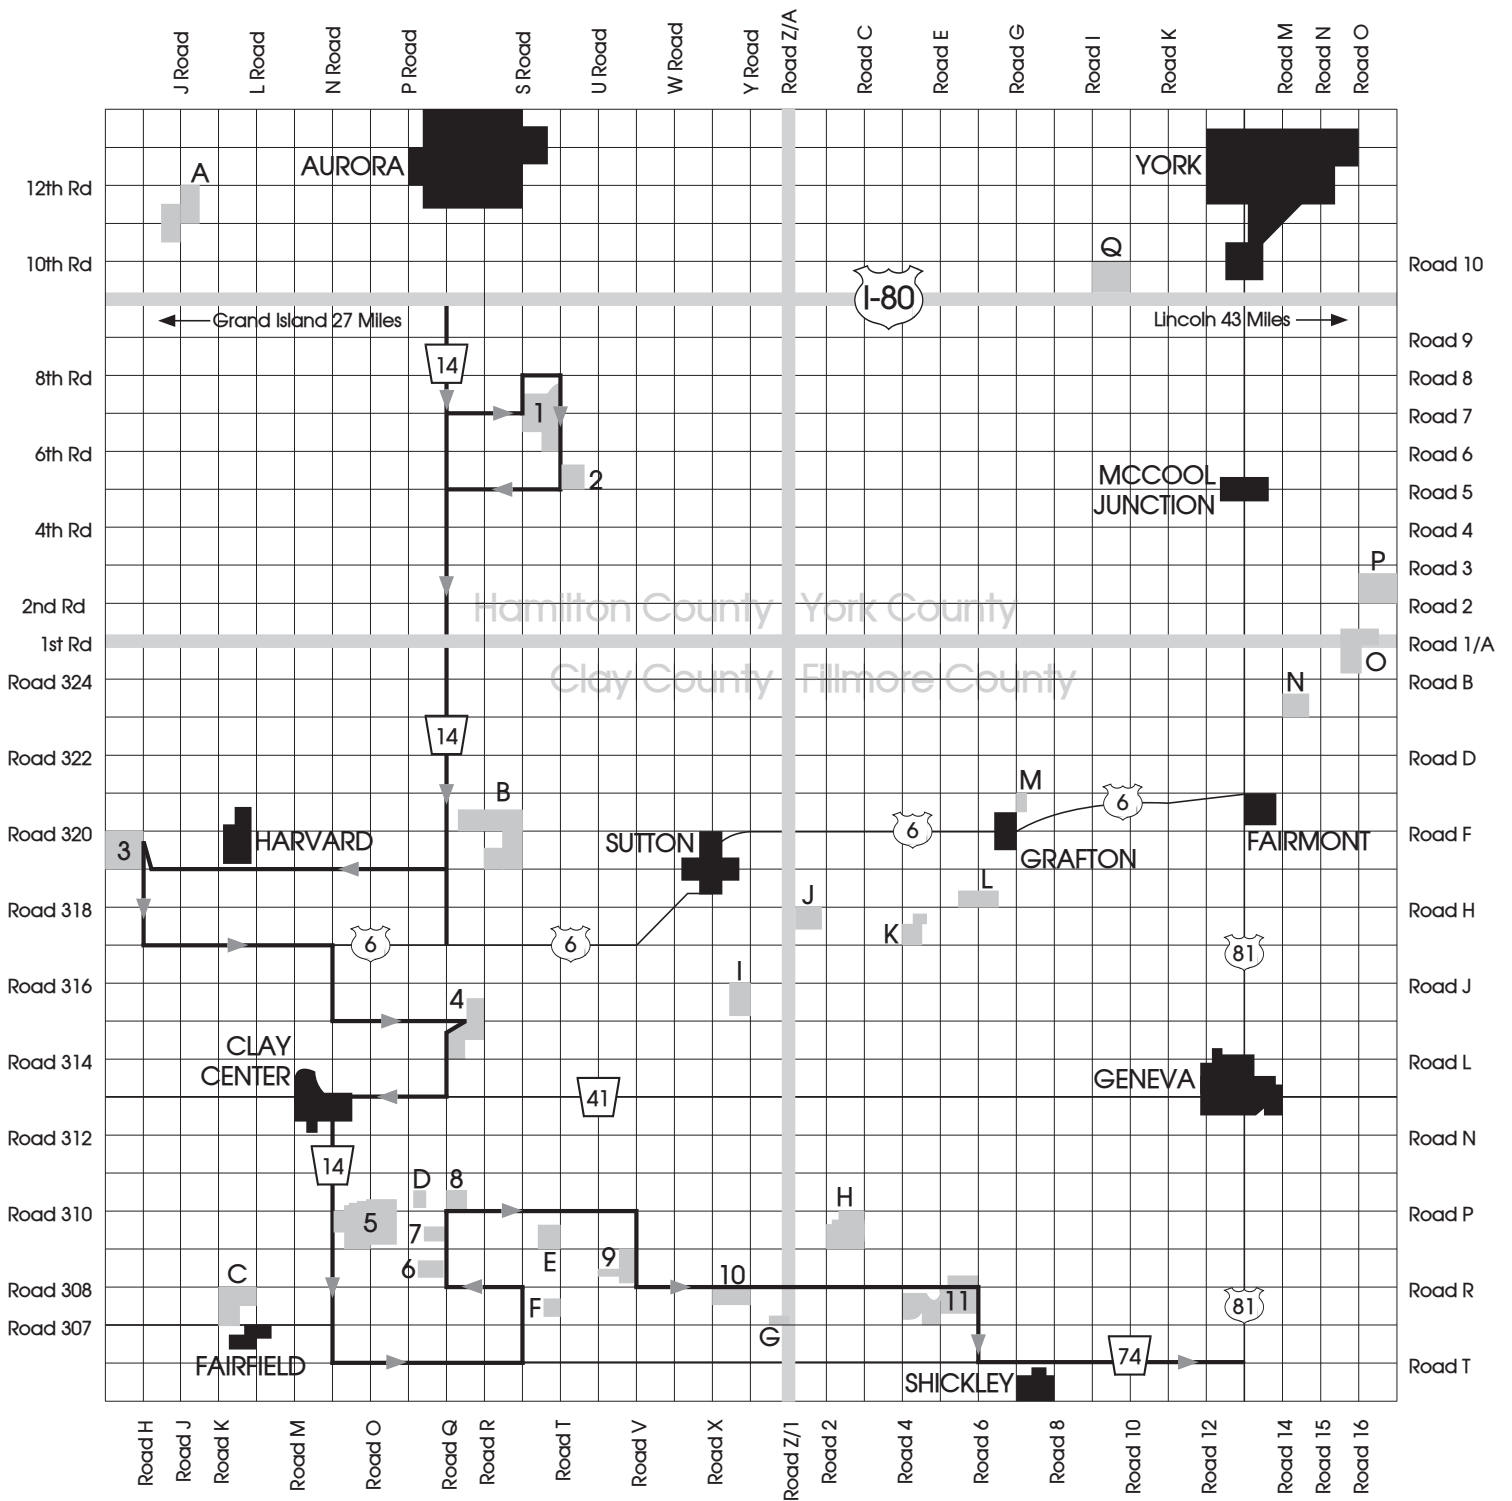 J Road
L Road
N Road
P Road
S Road
U Road
W Road
Y Road
Road Z/A
Road C
Road E
Road G
Road I
Road K
Road M
Road N
Road O
A
AURORA
YORK
12th Rd
Q
10th Rd
Road 10
I-80
Grand Island 27 Miles
Lincoln 43 Miles
Road 9
14
8th Rd
Road 8
1
Road 7
6th Rd
Road 6
2
MCCOOL
JUNCTION
Road 5
4th Rd
Road 4
P
Road 3
2nd Rd
Hamilton County
York County
Road 2
1st Rd
Road 1/A
O
Clay County
Fillmore County
Road 324
N
Road B
14
Road 322
Road D
B
M
6
Road 320
HARVARD
SUTTON
6
GRAFTON
FAIRMONT
Road F
3
L
J
Road 318
Road H
K
6
6
81
I
Road 316
Road J
4
CLAY
CENTER
Road 314
GENEVA
Road L
41
Road 312
Road N
14
D
8
H
Road 310
5
7
Road P
E
9
6
C
10
Road 308
11
81
Road R
F
G
Road 307
FAIRFIELD
74
Road T
SHICKLEY
Road H
Road J
Road K
Road M
Road O
Road Q
Road R
Road T
Road V
Road X
Road Z/1
Road 2
Road 4
Road 6
Road 8
Road 10
Road 12
Road 14
Road 15
Road 16